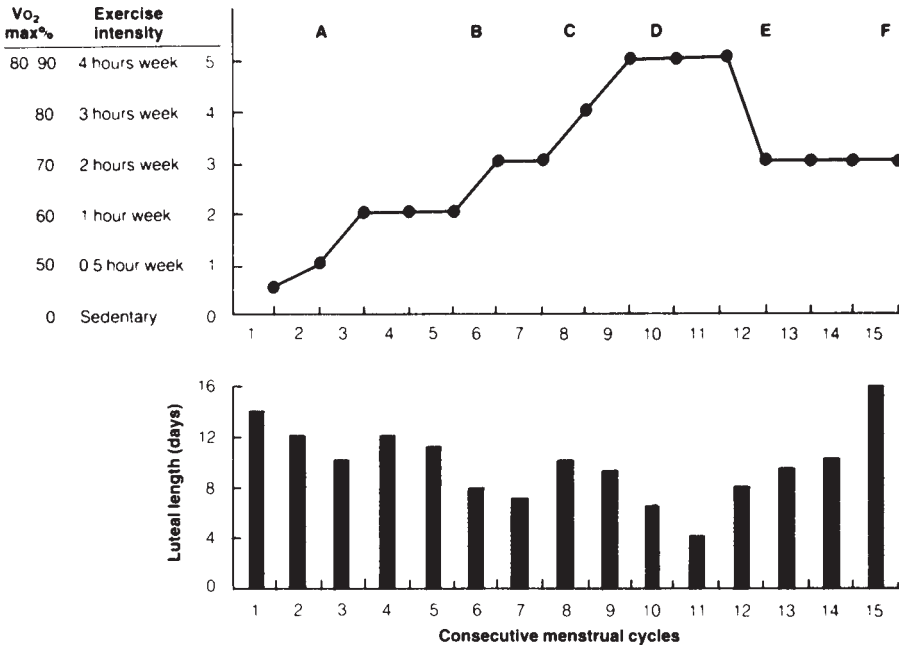 Vo2 Exercise
max% intensity
A B C D E F
80 90 4 hours week 5
80 3 hours week 4
70 2 hours week 3
60 1 hour week 2
50 0 5 hour week 1
0 Sedentary 0
1 2 3 4 5 6 7 8 9 10 11 12 13 14 15
Luteal length (days)
16
12
8
4
0
1 2 3 4 5 6 7 8 9 10 11 12 13 14 15
Consecutive menstrual cycles